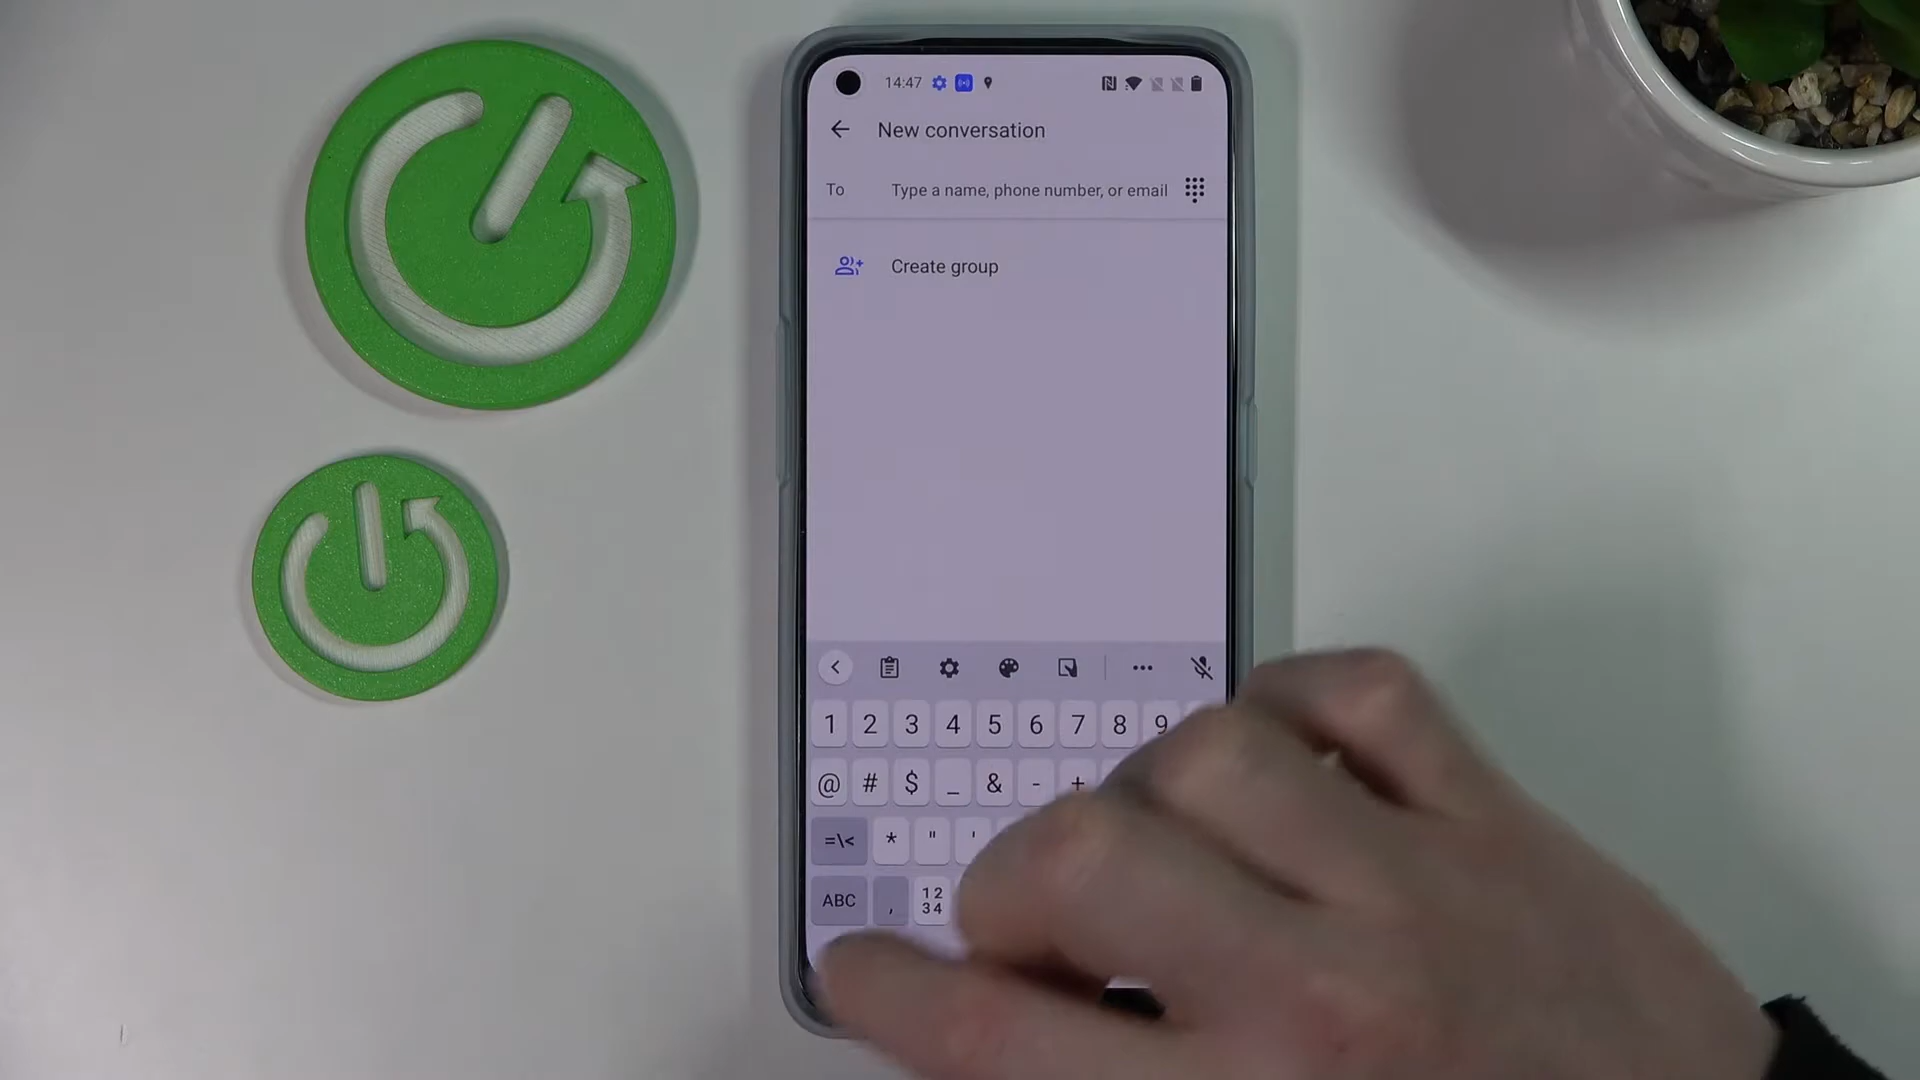 14:47
New conversation
To Type a name, phone number, or email
Create group
1 2 3 4 5 6 7 8 9
@ # $ _ & - +
=\< * " '
ABC , 12
34